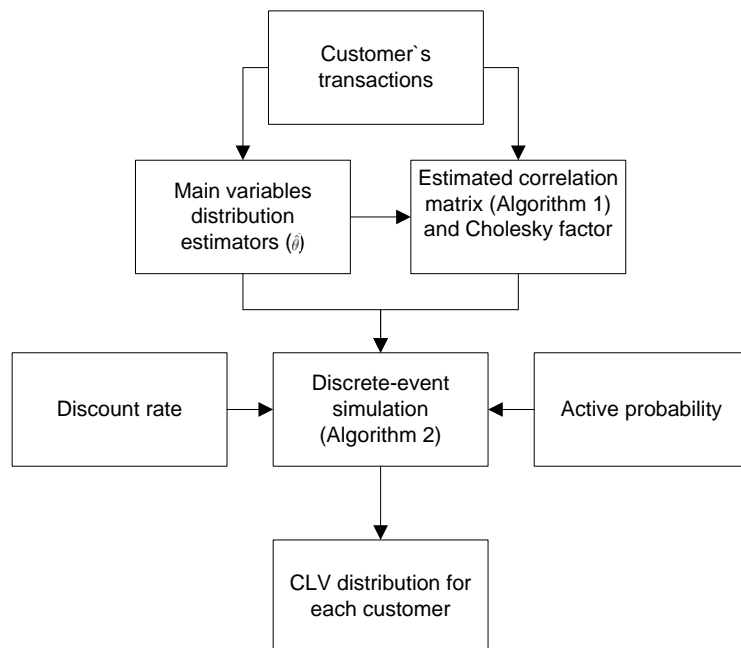 Customer`s
transactions
Main variables
distribution
estimators (θ̂)
Estimated correlation
matrix (Algorithm 1)
and Cholesky factor
Discount rate
Discrete-event
simulation
(Algorithm 2)
Active probability
CLV distribution for
each customer